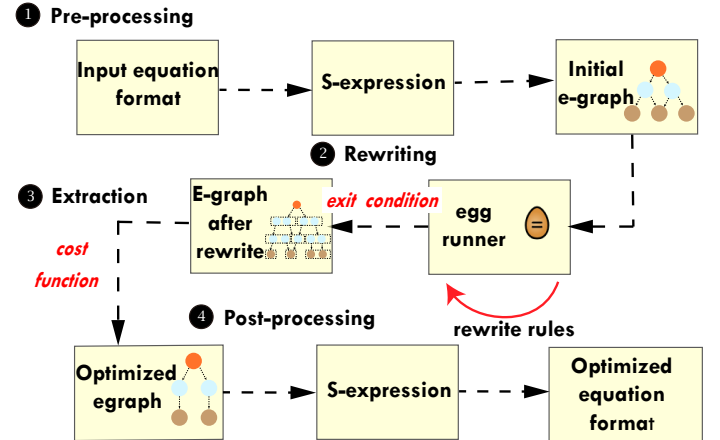 1 Pre-processing
Input equation
format
S-expression
Initial
e-graph
2 Rewriting
3 Extraction
E-graph
after
rewrite
exit condition
egg
runner
=
cost
function
rewrite rules
4 Post-processing
Optimized
egraph
S-expression
Optimized
equation
format